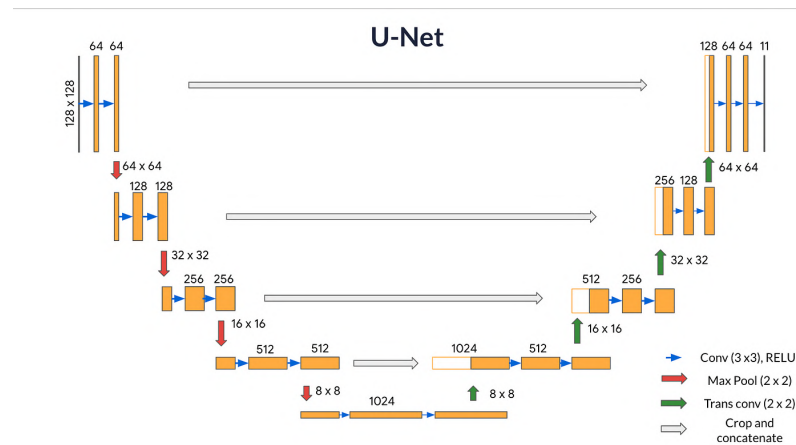 U-Net
64 64
128 x 128
64 x 64
128 128
32 x 32
256 256
16 x 16
512 512
8 x 8
1024
128 64 64 11
64 x 64
256 128
32 x 32
512 256
16 x 16
1024 512
8 x 8
Conv (3 x3), RELU
Max Pool (2 x 2)
Trans conv (2 x 2)
Crop and
concatenate